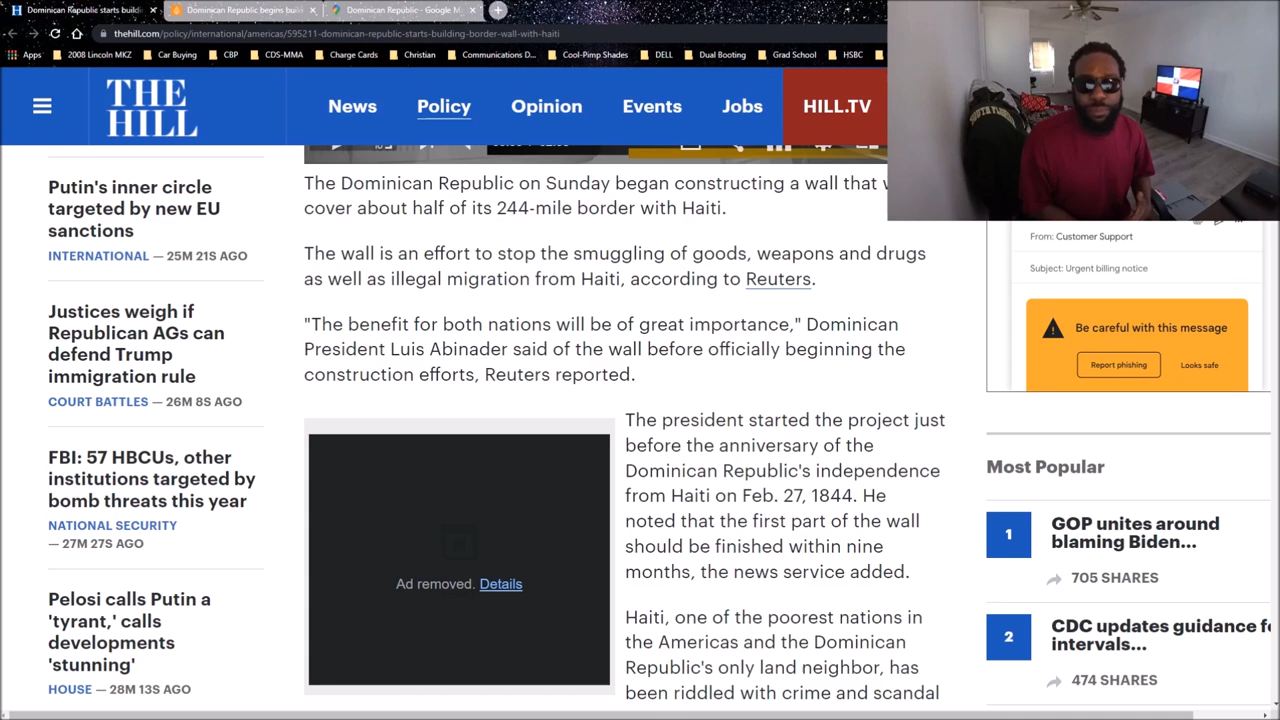 Dominican Republic starts buildi
Dominican Republic begins buil
Dominican Republic - Google M
thehill.com/policy/international/americas/595211-dominican-republic-starts-building-border-wall-with-haiti
Apps
2008 Lincoln MKZ
Car Buying
CBP
CDS-MMA
Charge Cards
Christian
Communications D...
Cool-Pimp Shades
DELL
Dual Booting
Grad School
HSBC
THE
HILL
News
Policy
Opinion
Events
Jobs
HILL.TV
Putin's inner circle
targeted by new EU
sanctions
INTERNATIONAL — 25M 21S AGO
Justices weigh if
Republican AGs can
defend Trump
immigration rule
COURT BATTLES — 26M 8S AGO
FBI: 57 HBCUs, other
institutions targeted by
bomb threats this year
NATIONAL SECURITY
— 27M 27S AGO
Pelosi calls Putin a
'tyrant,' calls
developments
'stunning'
HOUSE — 28M 13S AGO
The Dominican Republic on Sunday began constructing a wall that w
cover about half of its 244-mile border with Haiti.
The wall is an effort to stop the smuggling of goods, weapons and drugs
as well as illegal migration from Haiti, according to Reuters.
"The benefit for both nations will be of great importance," Dominican
President Luis Abinader said of the wall before officially beginning the
construction efforts, Reuters reported.
Ad removed. Details
The president started the project just
before the anniversary of the
Dominican Republic's independence
from Haiti on Feb. 27, 1844. He
noted that the first part of the wall
should be finished within nine
months, the news service added.
Haiti, one of the poorest nations in
the Americas and the Dominican
Republic's only land neighbor, has
been riddled with crime and scandal
From: Customer Support
Subject: Urgent billing notice
Be careful with this message
Report phishing
Looks safe
Most Popular
1
GOP unites around
blaming Biden...
705 SHARES
2
CDC updates guidance fo
intervals...
474 SHARES